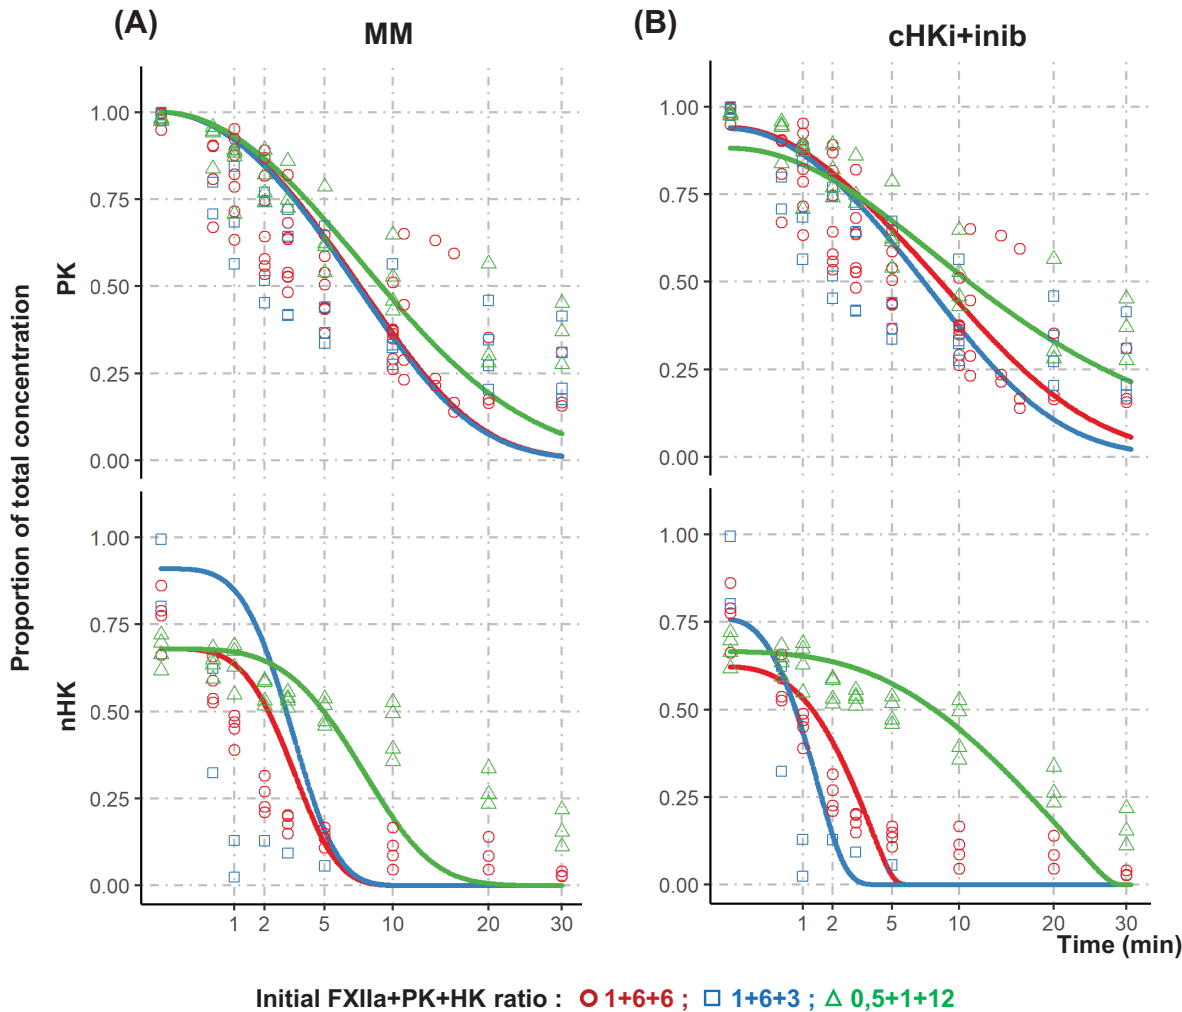 (A)
MM
(B)
cHKi+inib
Proportion of total concentration
PK
1.00
0.75
0.50
0.25
0.00
1.00
0.75
0.50
0.25
0.00
nHK
1.00
0.75
0.50
0.25
0.00
1.00
0.75
0.50
0.25
0.00
1 2 5 10 20 30
1 2 5 10 20 30
Time (min)
Initial FXIIa+PK+HK ratio : 1+6+6 ; 1+6+3 ; 0,5+1+12